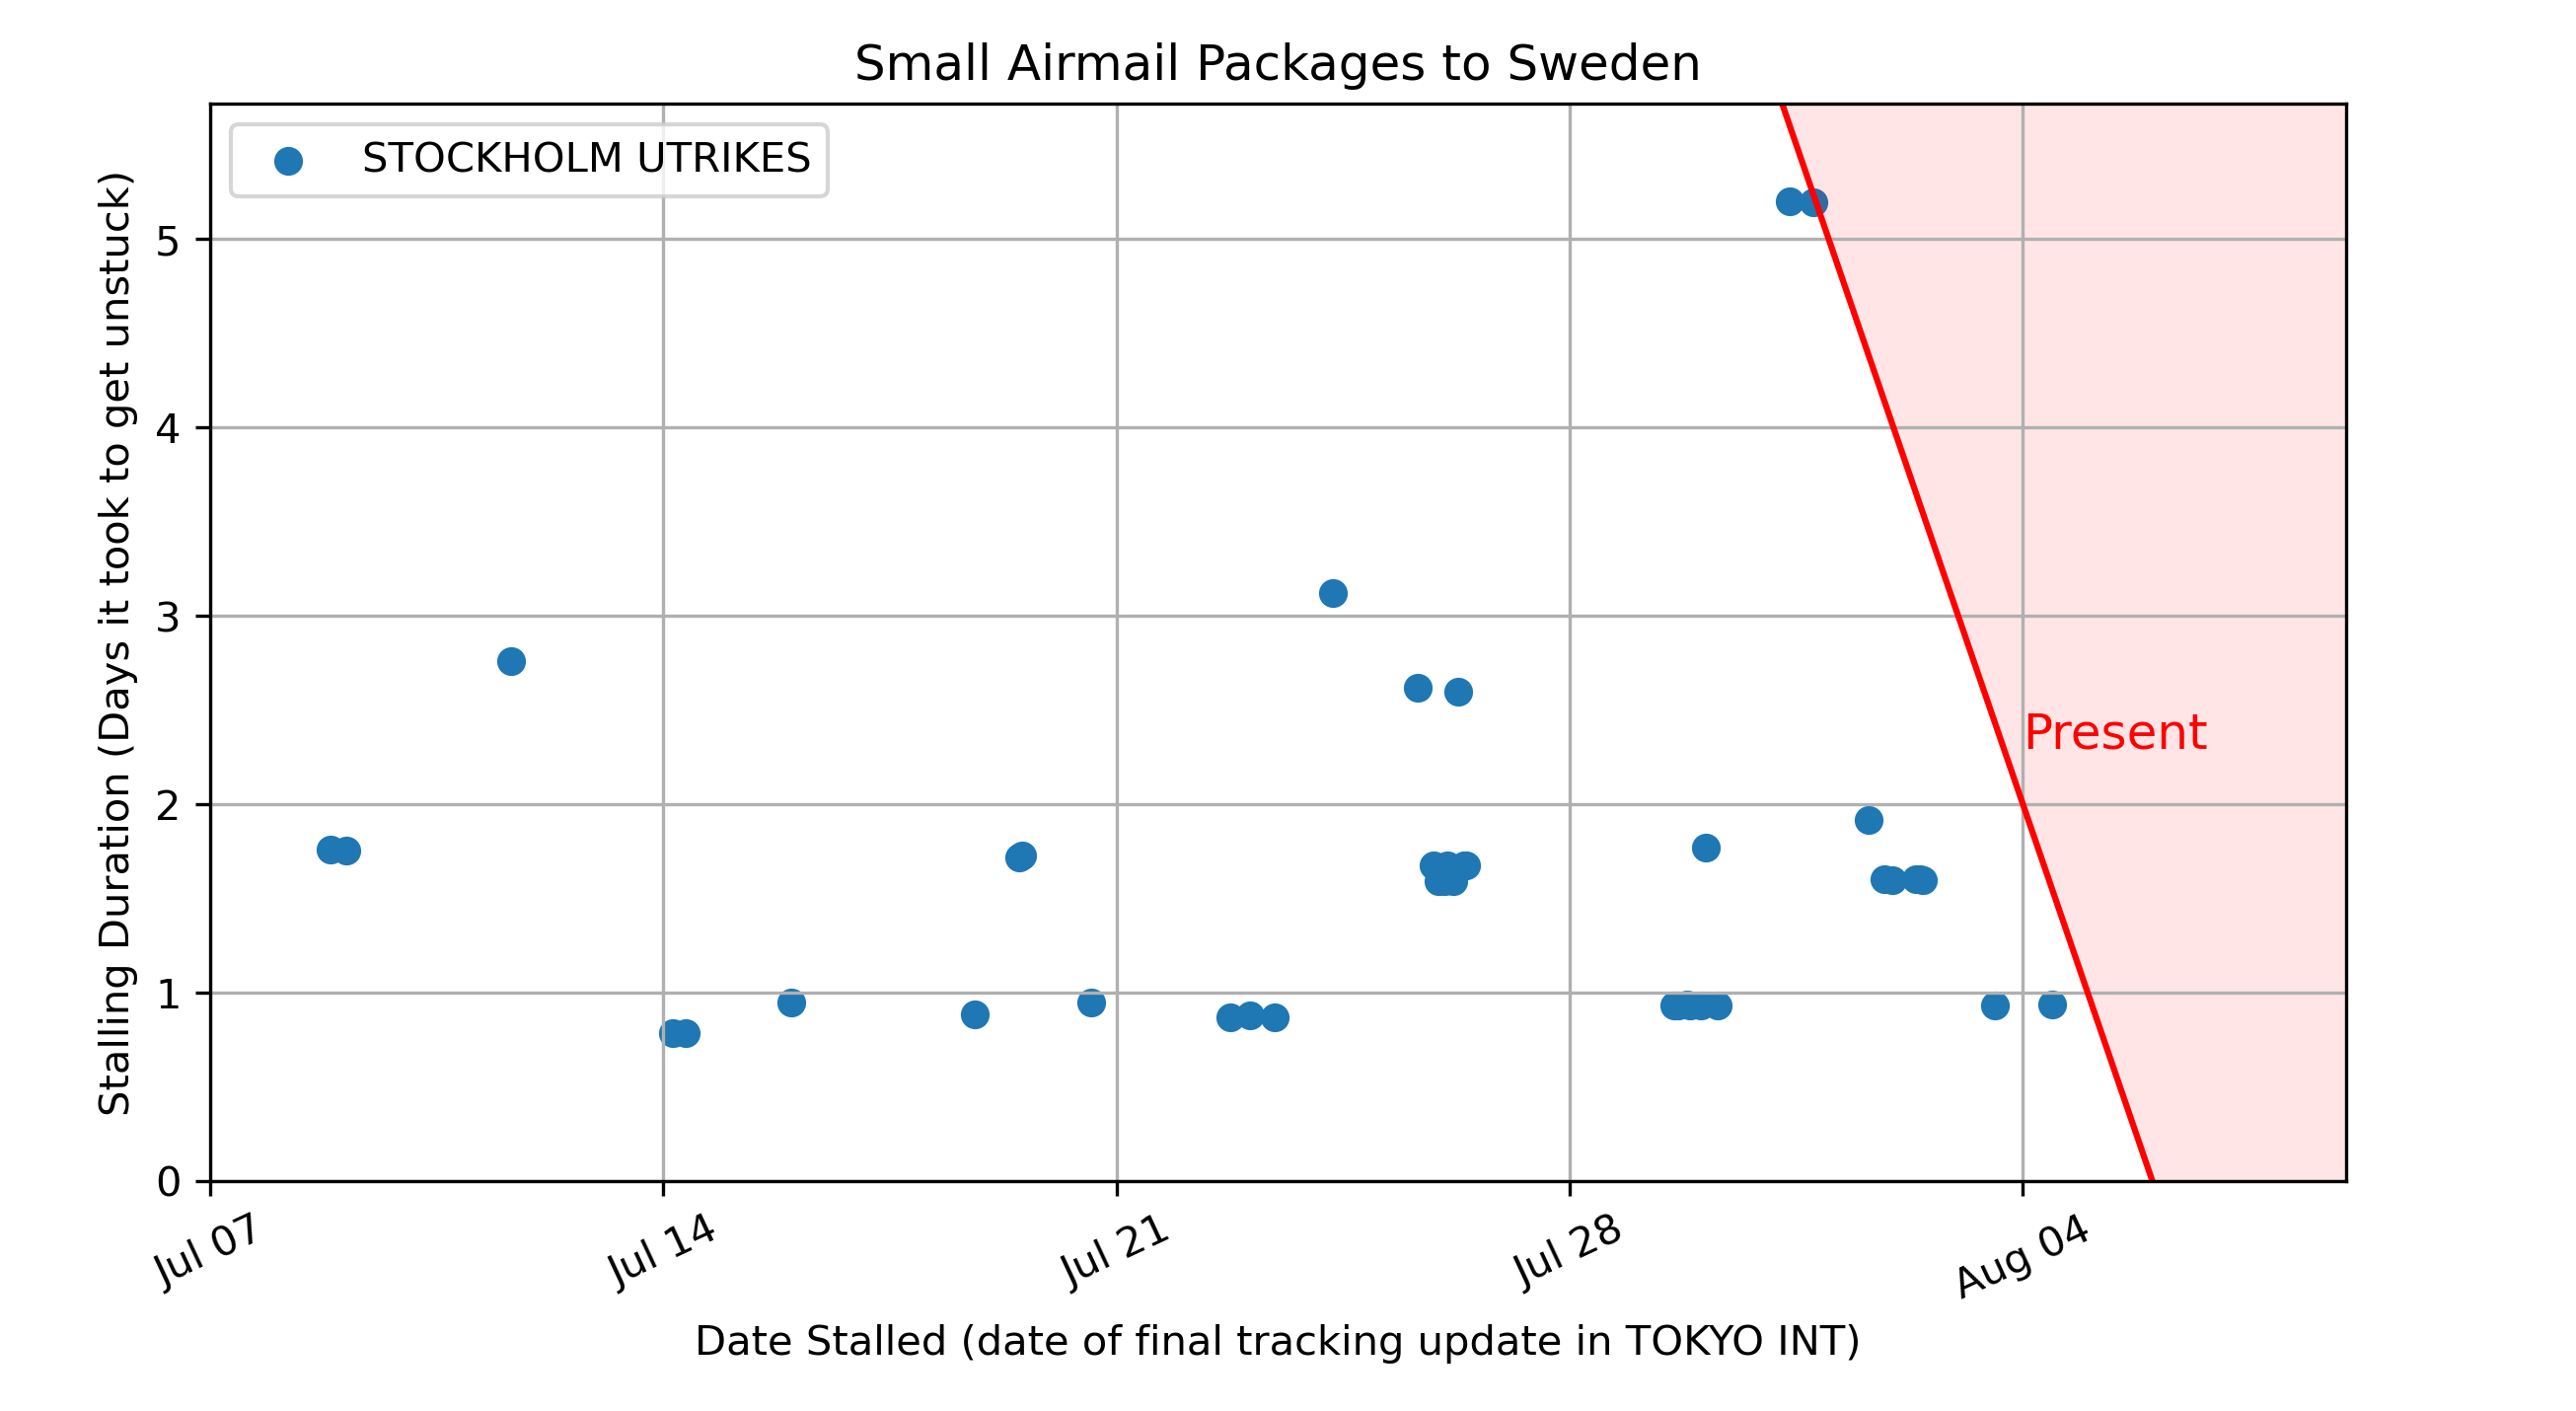 Small Airmail Packages to Sweden
STOCKHOLM UTRIKES
Stalling Duration (Days it took to get unstuck)
5
4
3
2
1
0
Present
Jul 07
Jul 14
Jul 21
Jul 28
Aug 04
Date Stalled (date of final tracking update in TOKYO INT)